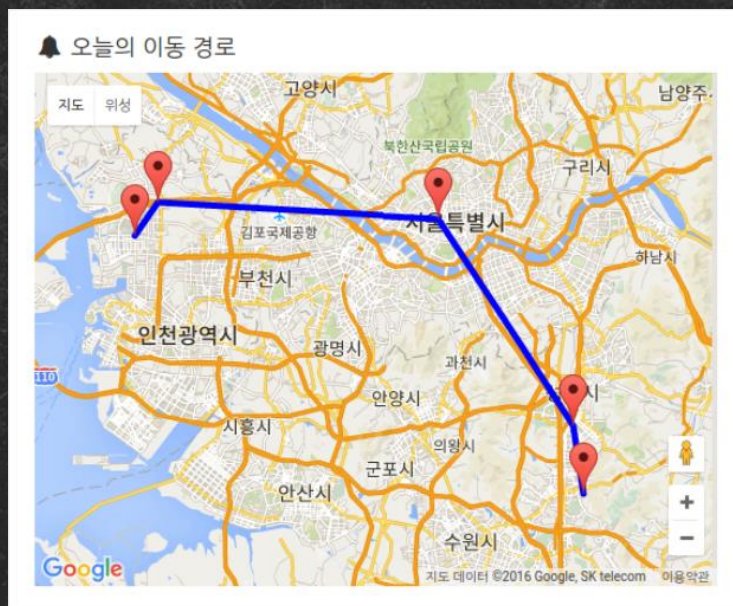 오늘의 이동 경로
지도 위성
고양시
남양주
북한산국립공원
구리시
서울특별시
김포국제공항
하남시
부천시
인천광역시
광명시
과천시
110
안양시
시흥시
의왕시
군포시
안산시
수원시
Google
지도 데이터 ©2016 Google, SK telecom 이용약관